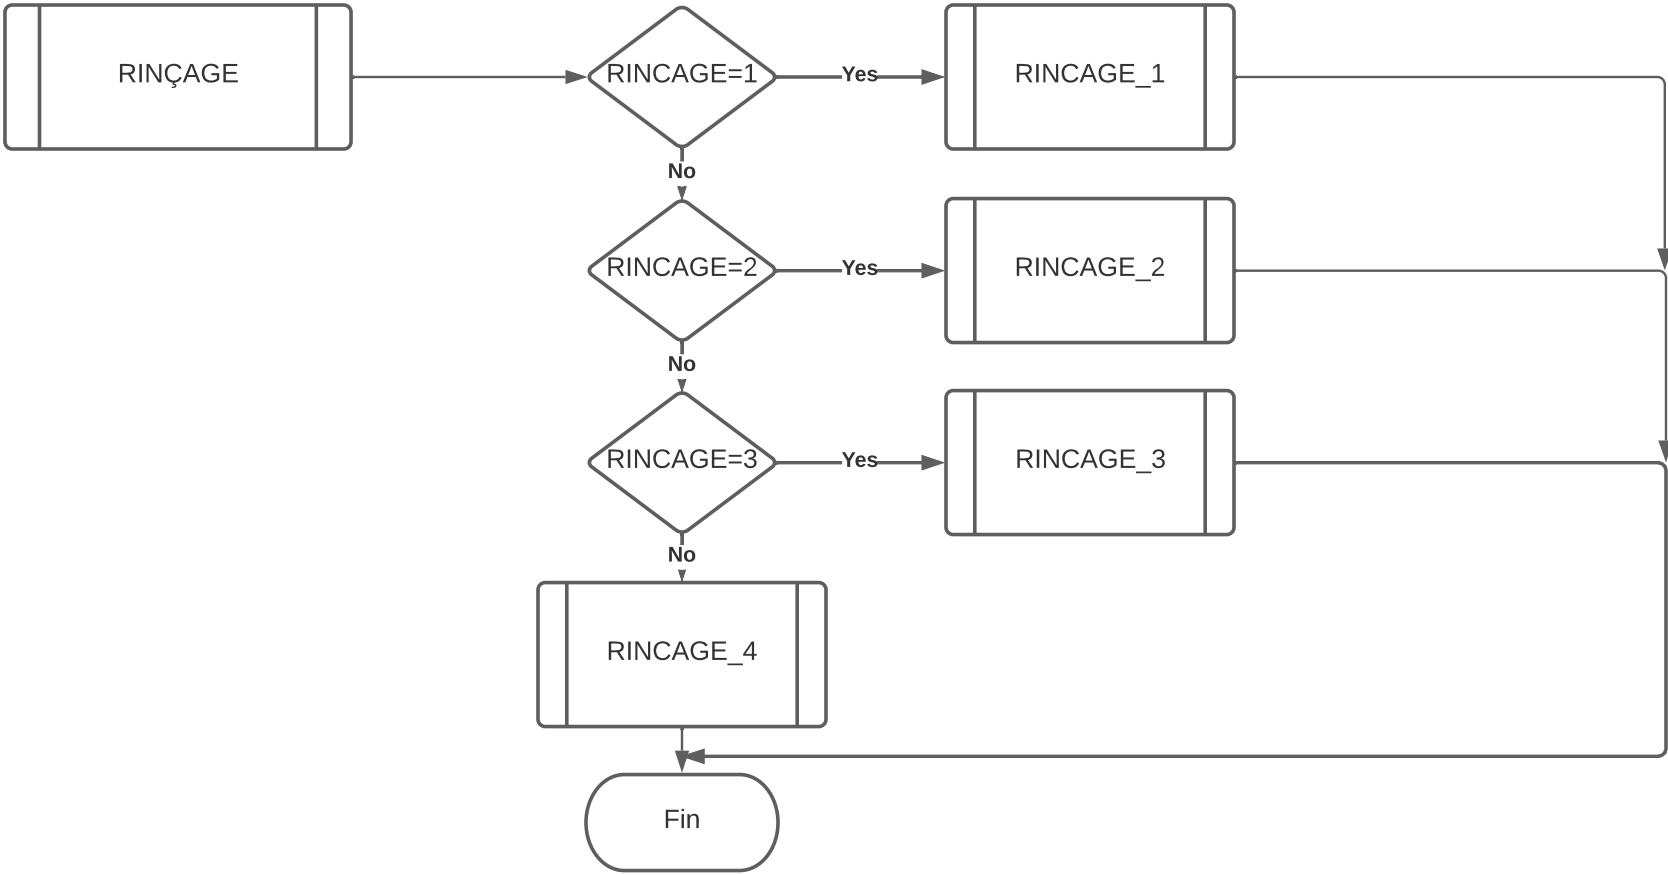 RINÇAGE
RINCAGE=1
Yes
RINCAGE_1
No
RINCAGE=2
Yes
RINCAGE_2
No
RINCAGE=3
Yes
RINCAGE_3
No
RINCAGE_4
Fin